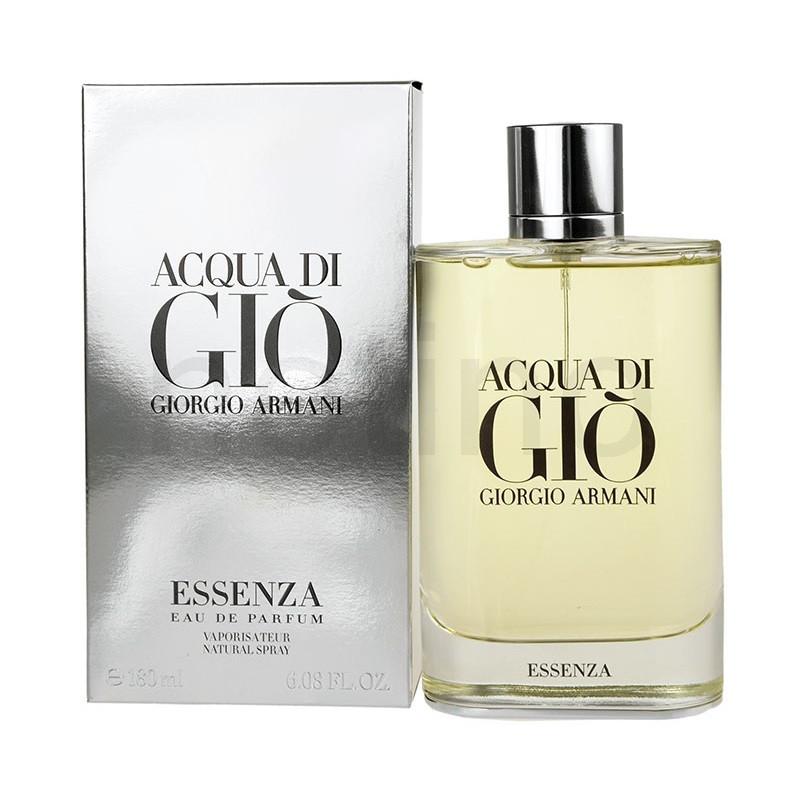 ACQUA DI
GIÒ
GIORGIO ARMANI
ESSENZA
EAU DE PARFUM
VAPORISATEUR
NATURAL SPRAY
℮ 180 ml 6.08 FL. OZ.
ACQUA DI
GIÒ
GIORGIO ARMANI
ESSENZA